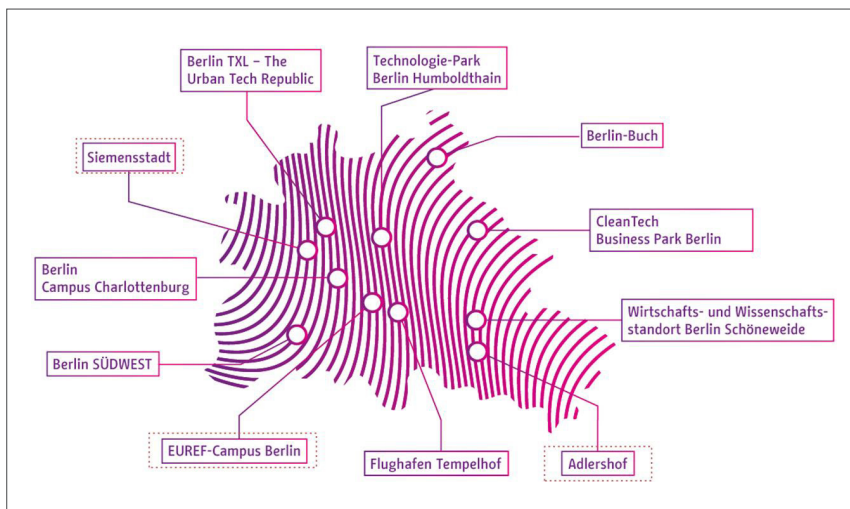 Berlin TXL – The
Urban Tech Republic
Technologie-Park
Berlin Humboldthain
Berlin-Buch
Siemensstadt
CleanTech
Business Park Berlin
Berlin
Campus Charlottenburg
Wirtschafts- und Wissenschafts-
standort Berlin Schöneweide
Berlin SÜDWEST
EUREF-Campus Berlin
Flughafen Tempelhof
Adlershof